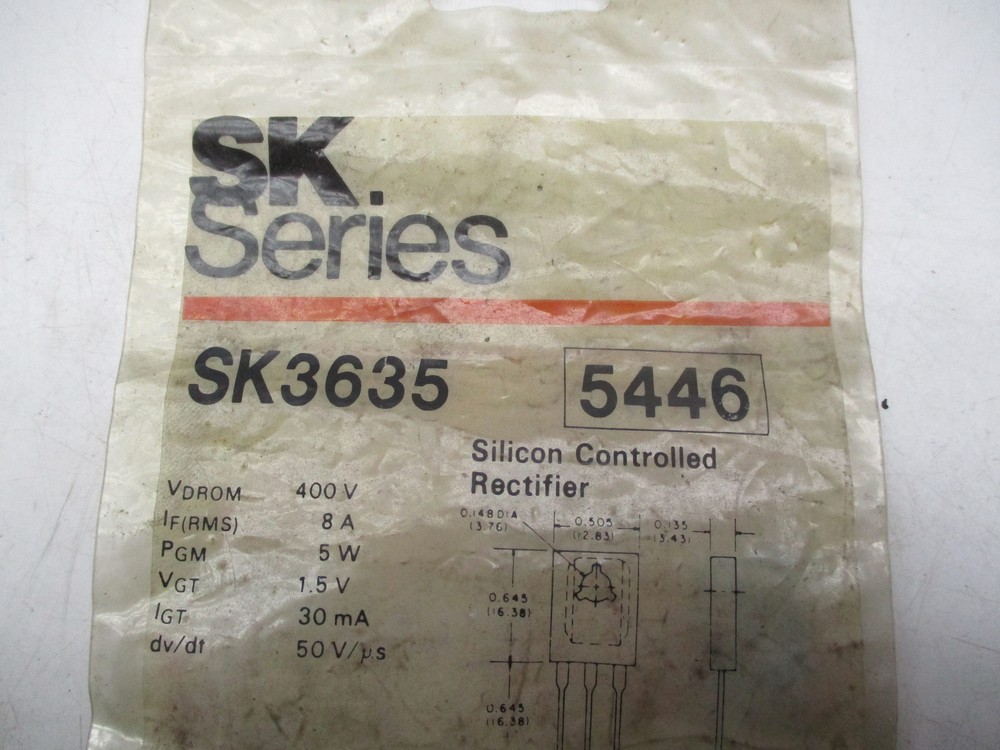 SK
Series
SK3635 5446
Silicon Controlled
Rectifier
VDROM 400 V
IF(RMS) 8 A
PGM 5 W
VGT 1.5 V
IGT 30 mA
dv/dt 50 V/µs
0.148 DIA
(3.76)
0.505
(12.83)
0.135
(3.43)
0.645
(16.38)
0.645
(16.38)